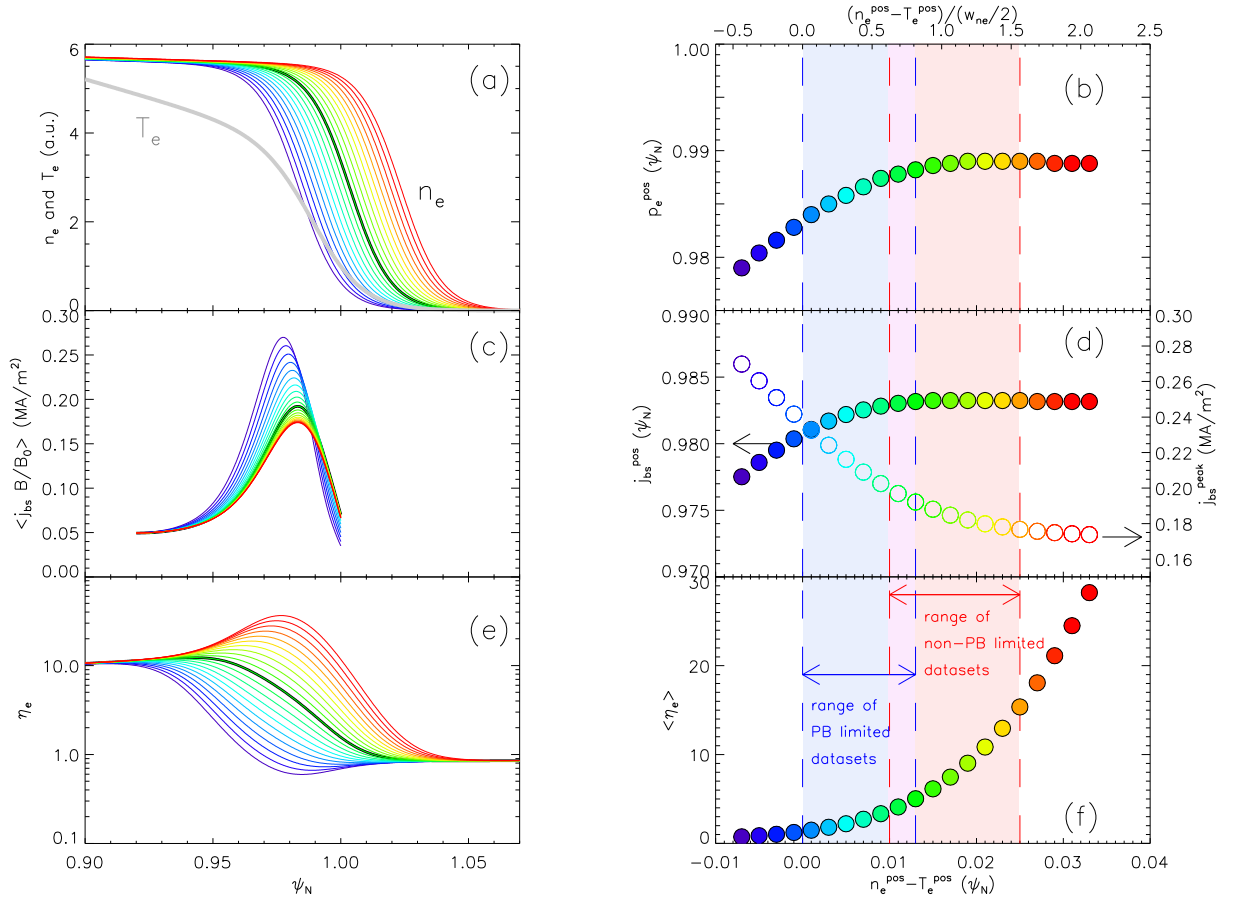 (n_e^pos−T_e^pos)/(w_ne/2)
−0.5 0.0 0.5 1.0 1.5 2.0 2.5
6
4
2
0
n_e and T_e (a.u.)
(a)
T_e
n_e
1.00
0.99
0.98
p_e^pos (ψ_N)
(b)
0.30
0.25
0.20
0.15
0.10
0.05
0.00
<j_bs B/B_0> (MA/m²)
(c)
0.990
0.985
0.980
0.975
0.970
j_bs^pos (ψ_N)
(d)
0.30
0.28
0.26
0.24
0.22
0.20
0.18
0.16
j_bs^peak (MA/m²)
10.0
1.0
0.1
η_e
(e)
0.90 0.95 1.00 1.05
ψ_N
30
20
10
0
<η_e>
range of
non−PB limited
datasets
range of
PB limited
datasets
(f)
−0.01 0.00 0.01 0.02 0.03 0.04
n_e^pos−T_e^pos (ψ_N)